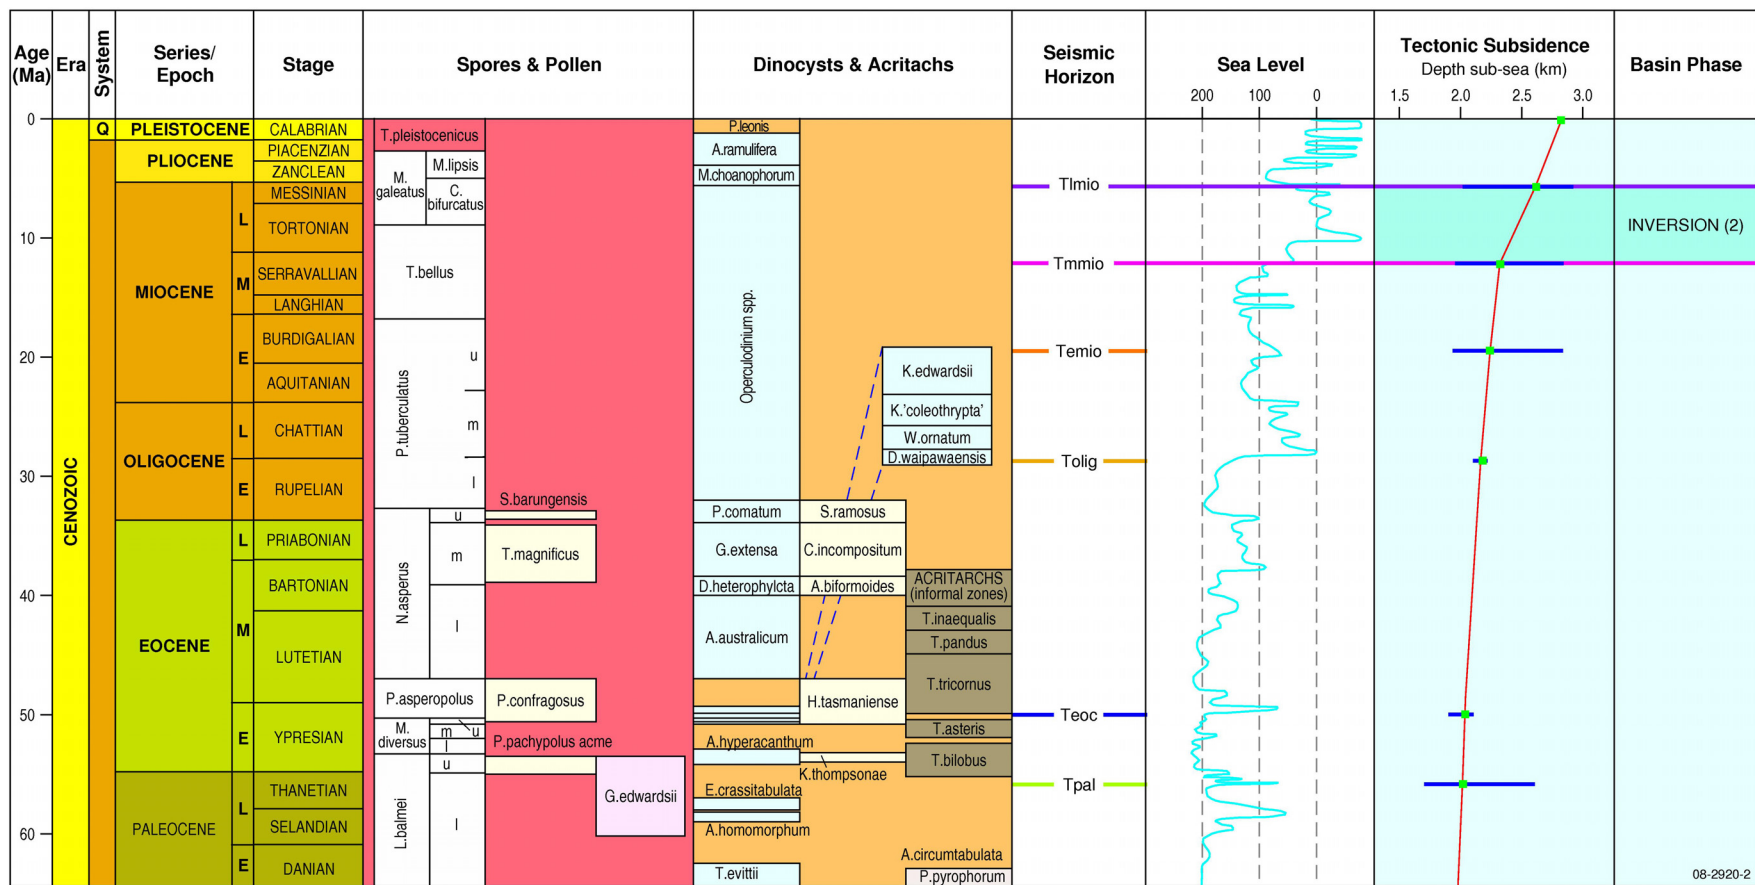 Age
(Ma)
Era
System
Series/
Epoch
Stage
Spores & Pollen
Dinocysts & Acritachs
Seismic
Horizon
Sea Level
200 100 0
Tectonic Subsidence
Depth sub-sea (km)
1.5 2.0 2.5 3.0
Basin Phase
0
10
20
30
40
50
60
CENOZOIC
Q
PLEISTOCENE
PLIOCENE
MIOCENE
L
M
E
OLIGOCENE
L
E
EOCENE
L
M
E
PALEOCENE
L
E
CALABRIAN
PIACENZIAN
ZANCLEAN
MESSINIAN
TORTONIAN
SERRAVALLIAN
LANGHIAN
BURDIGALIAN
AQUITANIAN
CHATTIAN
RUPELIAN
PRIABONIAN
BARTONIAN
LUTETIAN
YPRESIAN
THANETIAN
SELANDIAN
DANIAN
T.pleistocenicus
M.
galeatus
M.lipsis
C.
bifurcatus
T.bellus
P.tuberculatus
u
m
l
N.asperus
u
m
l
P.asperopolus
M.
diversus
m u
l
L.balmei
u
l
S.barungensis
T.magnificus
P.confragosus
P.pachypolus acme
G.edwardsii
P.leonis
A.ramulifera
M.choanophorum
Operculodinium spp.
P.comatum
G.extensa
D.heterophylcta
A.australicum
A.hyperacanthum
E.crassitabulata
A.homomorphum
T.evittii
K.edwardsii
K.'coleothrypta'
W.ornatum
D.waipawaensis
S.ramosus
C.incompositum
A.biformoides
H.tasmaniense
K.thompsonae
ACRITARCHS
(informal zones)
T.inaequalis
T.pandus
T.tricornus
T.asteris
T.bilobus
A.circumtabulata
P.pyrophorum
Tlmio
Tmmio
Temio
Tolig
Teoc
Tpal
INVERSION (2)
08-2920-2